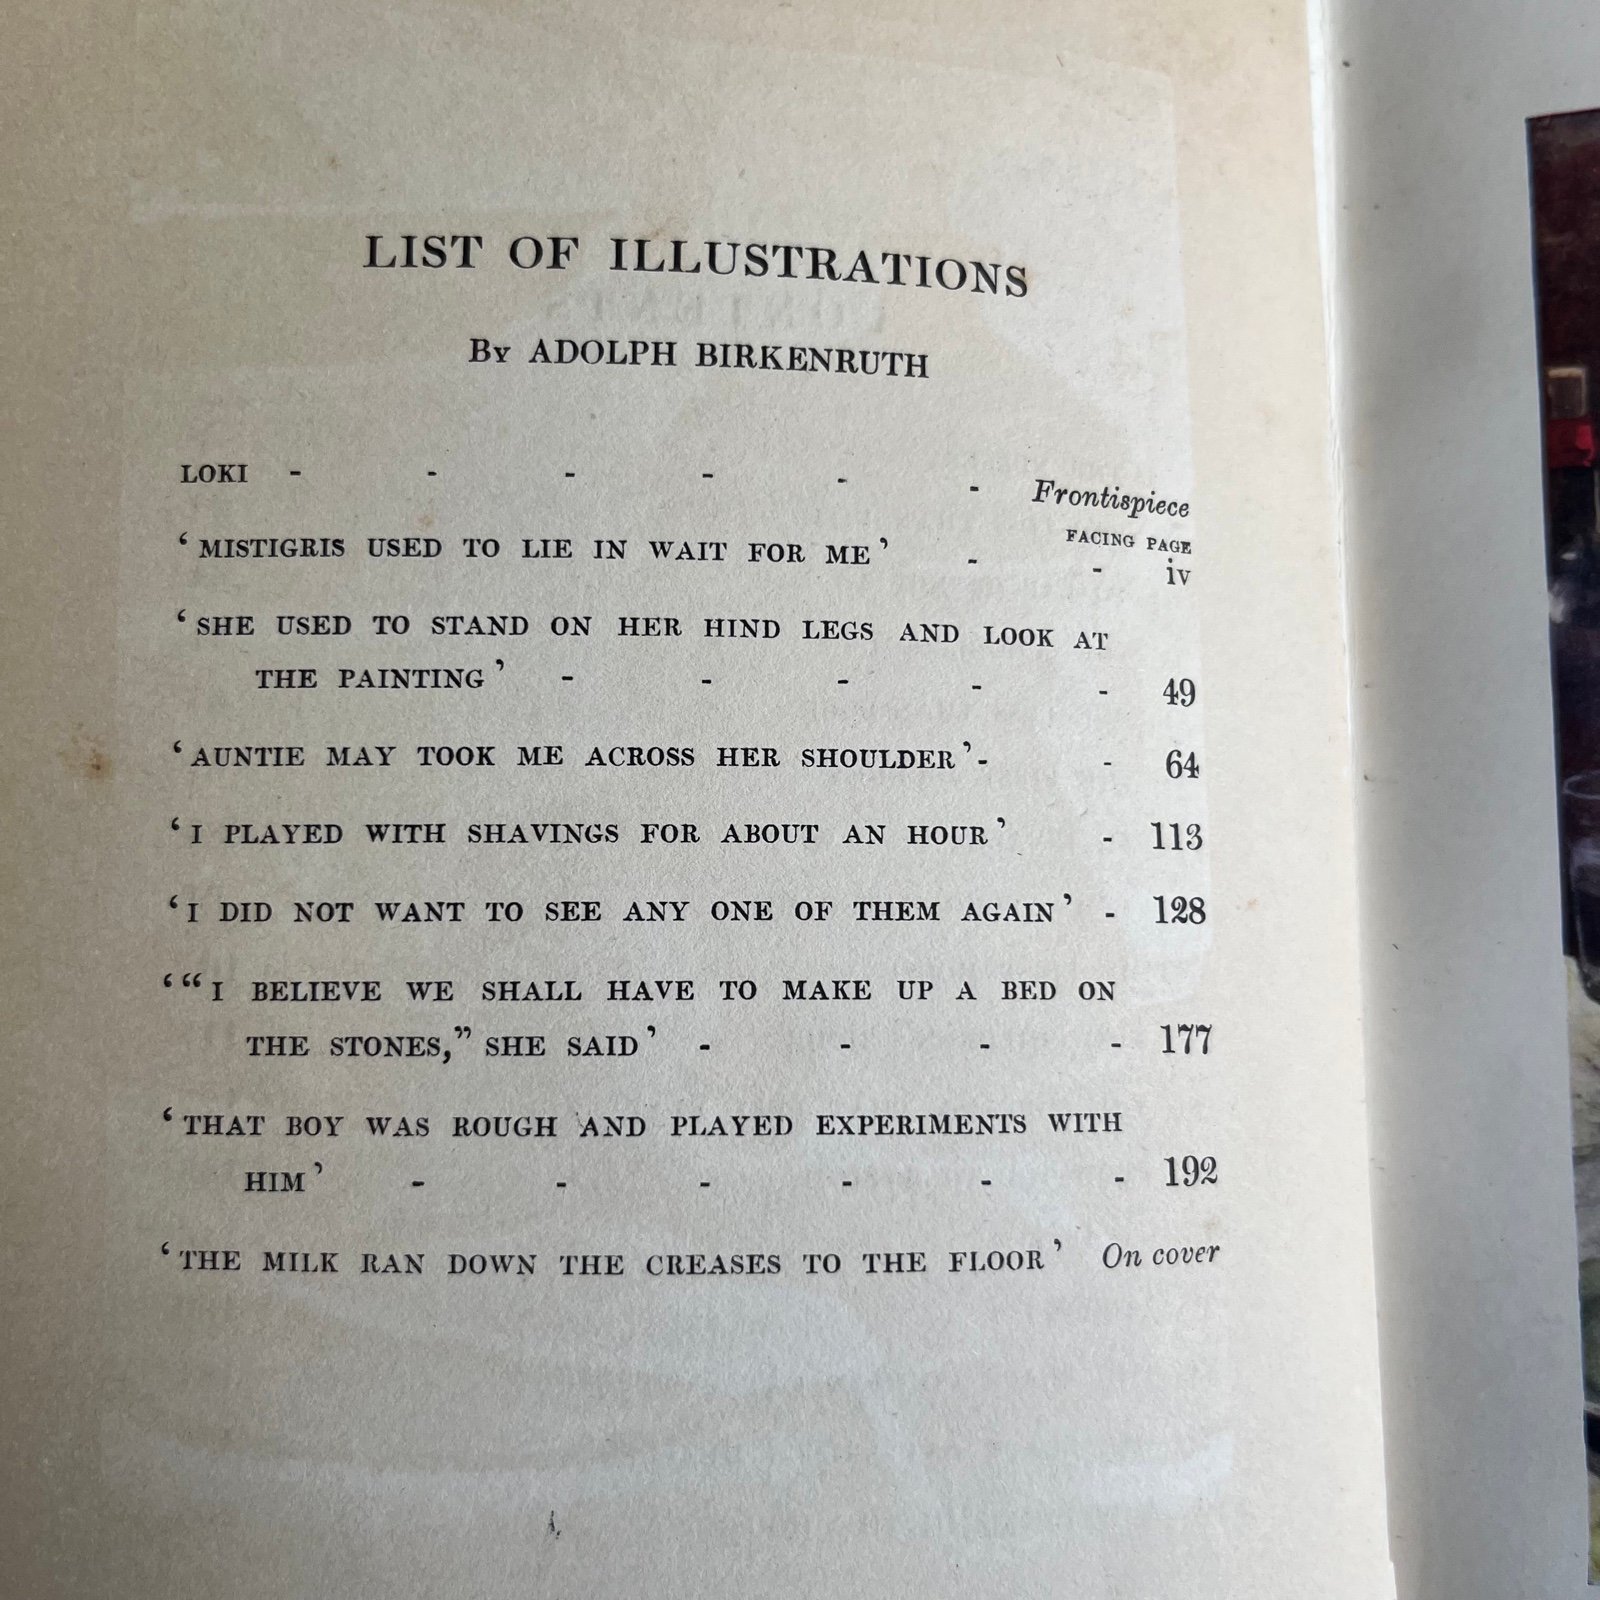 LIST OF ILLUSTRATIONS
By ADOLPH BIRKENRUTH
LOKI - - - - - - Frontispiece
FACING PAGE
‘MISTIGRIS USED TO LIE IN WAIT FOR ME’ - - iv
‘SHE USED TO STAND ON HER HIND LEGS AND LOOK AT
THE PAINTING’ - - - - - 49
‘AUNTIE MAY TOOK ME ACROSS HER SHOULDER’ - - 64
‘I PLAYED WITH SHAVINGS FOR ABOUT AN HOUR’ - 113
‘I DID NOT WANT TO SEE ANY ONE OF THEM AGAIN’ - 128
‘“I BELIEVE WE SHALL HAVE TO MAKE UP A BED ON
THE STONES,” SHE SAID’ - - - - 177
‘THAT BOY WAS ROUGH AND PLAYED EXPERIMENTS WITH
HIM’ - - - - - - 192
‘THE MILK RAN DOWN THE CREASES TO THE FLOOR’ On cover